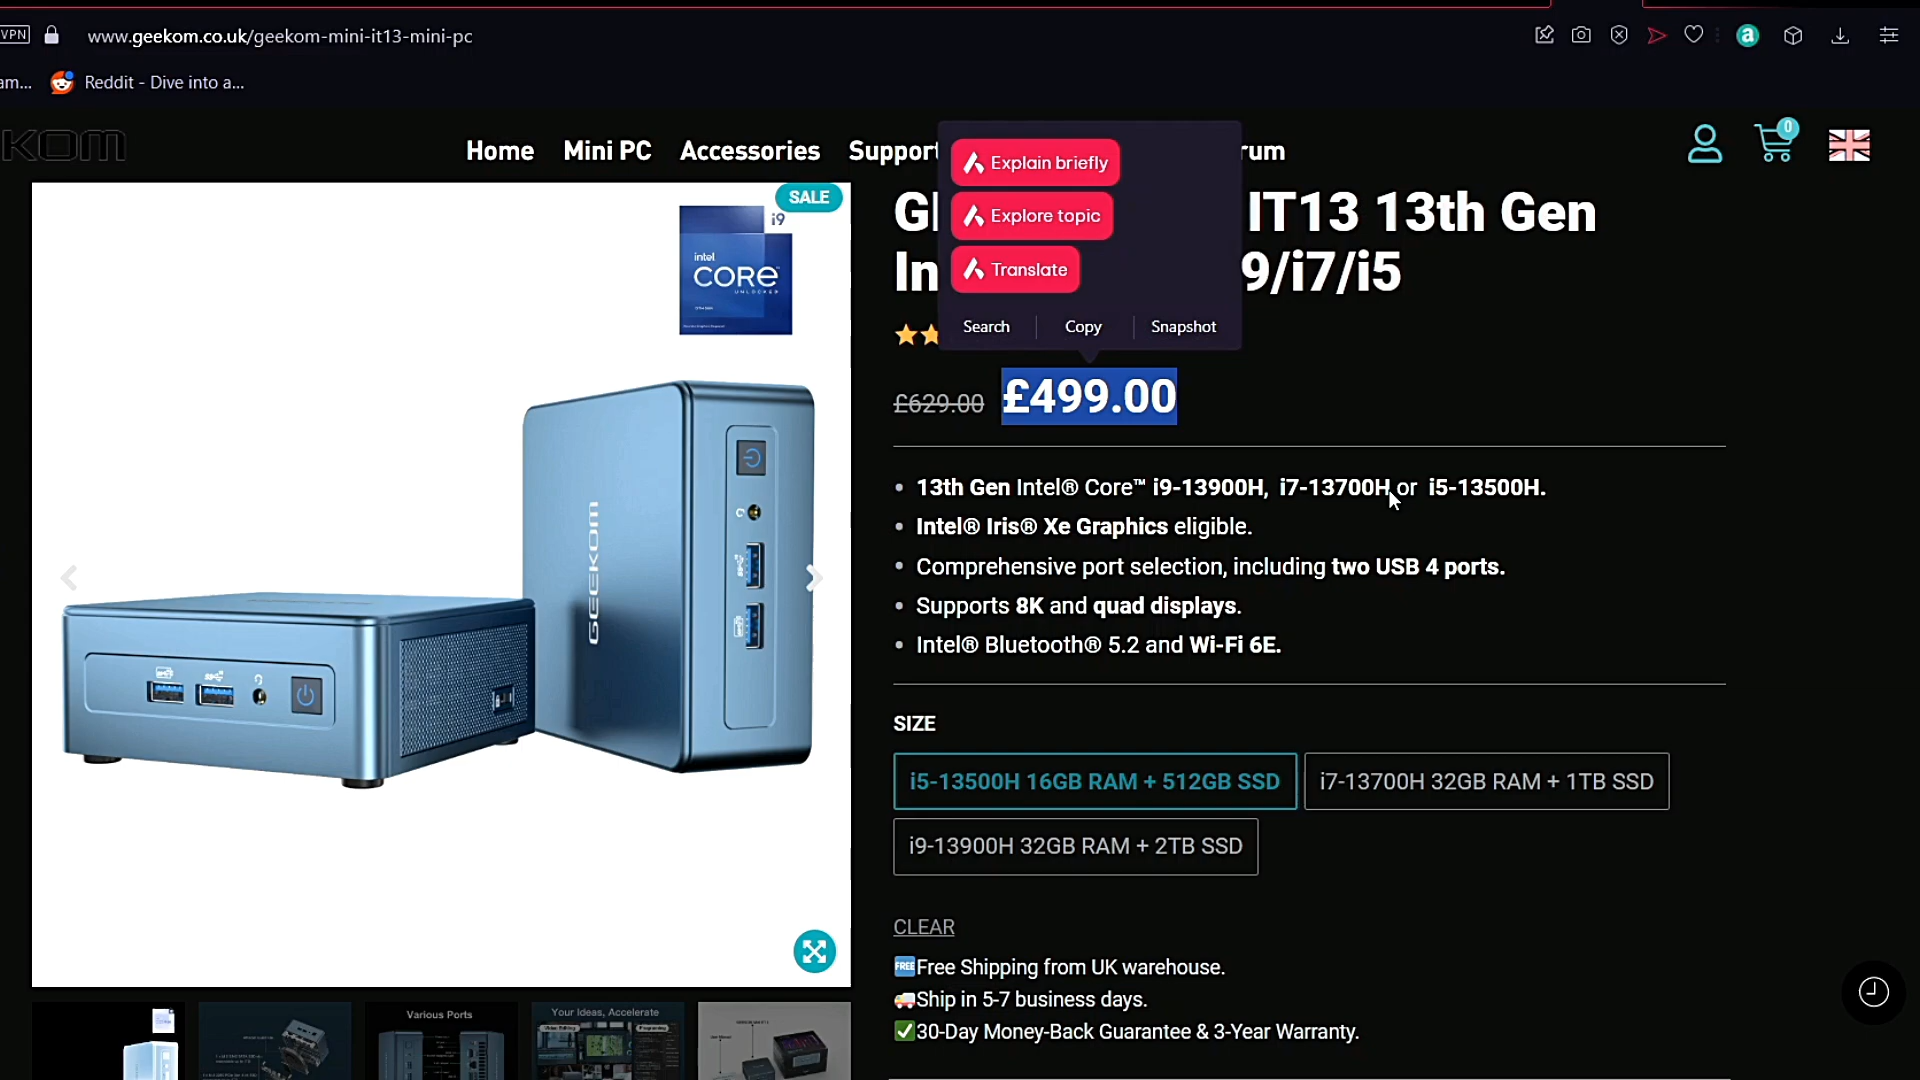 VPN
www.geekom.co.uk/geekom-mini-it13-mini-pc
am...
Reddit - Dive into a...
a
KOM
Home
Mini PC
Accessories
Support
rum
0
Explain briefly
Explore topic
Translate
Search
Copy
Snapshot
SALE
i9
intel
CORE
UNLOCKED
GEEKOM
IT13 13th Gen
In
9/i7/i5
£629.00 £499.00
• 13th Gen Intel® Core™ i9-13900H, i7-13700H or i5-13500H.
• Intel® Iris® Xe Graphics eligible.
• Comprehensive port selection, including two USB 4 ports.
• Supports 8K and quad displays.
• Intel® Bluetooth® 5.2 and Wi-Fi 6E.
SIZE
i5-13500H 16GB RAM + 512GB SSD
i7-13700H 32GB RAM + 1TB SSD
i9-13900H 32GB RAM + 2TB SSD
CLEAR
FREE Free Shipping from UK warehouse.
Ship in 5-7 business days.
30-Day Money-Back Guarantee & 3-Year Warranty.
Various Ports
Your Ideas, Accelerate